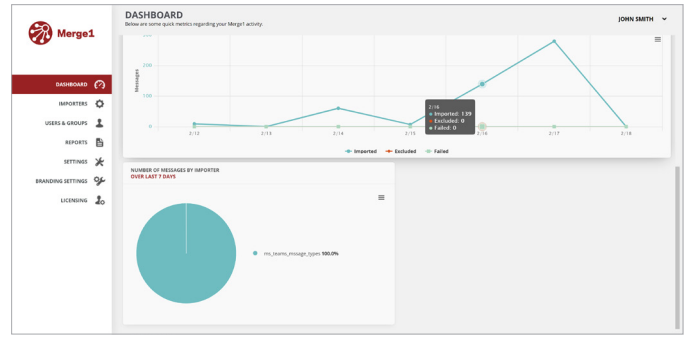 Merge1
DASHBOARD
Below are some quick metrics regarding your Merge1 activity.
JOHN SMITH
DASHBOARD
IMPORTERS
USERS & GROUPS
REPORTS
SETTINGS
BRANDING SETTINGS
LICENSING
Messages
200
100
0
2/16
Imported: 139
Excluded: 0
Failed: 0
2/12
2/13
2/14
2/15
2/16
2/17
2/18
Imported
Excluded
Failed
NUMBER OF MESSAGES BY IMPORTER
OVER LAST 7 DAYS
100.0%